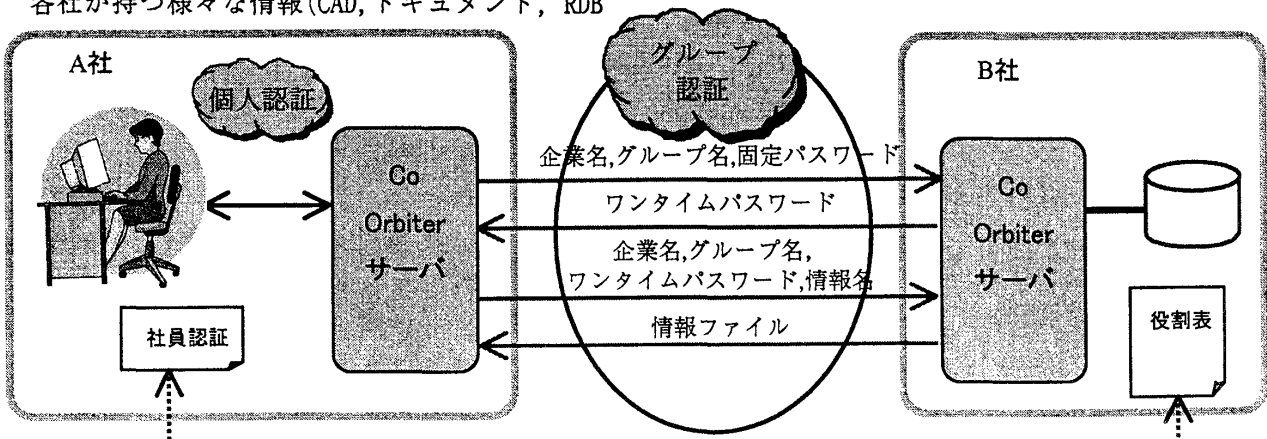 各社が持つ様々な情報(CAD,ドキュメント, RDB
A社
個人認証
Co
Orbiter
サーバ
社員認証
グループ
認証
企業名,グループ名,固定パスワード
ワンタイムパスワード
企業名,グループ名,
ワンタイムパスワード,情報名
情報ファイル
B社
Co
Orbiter
サーバ
役割表